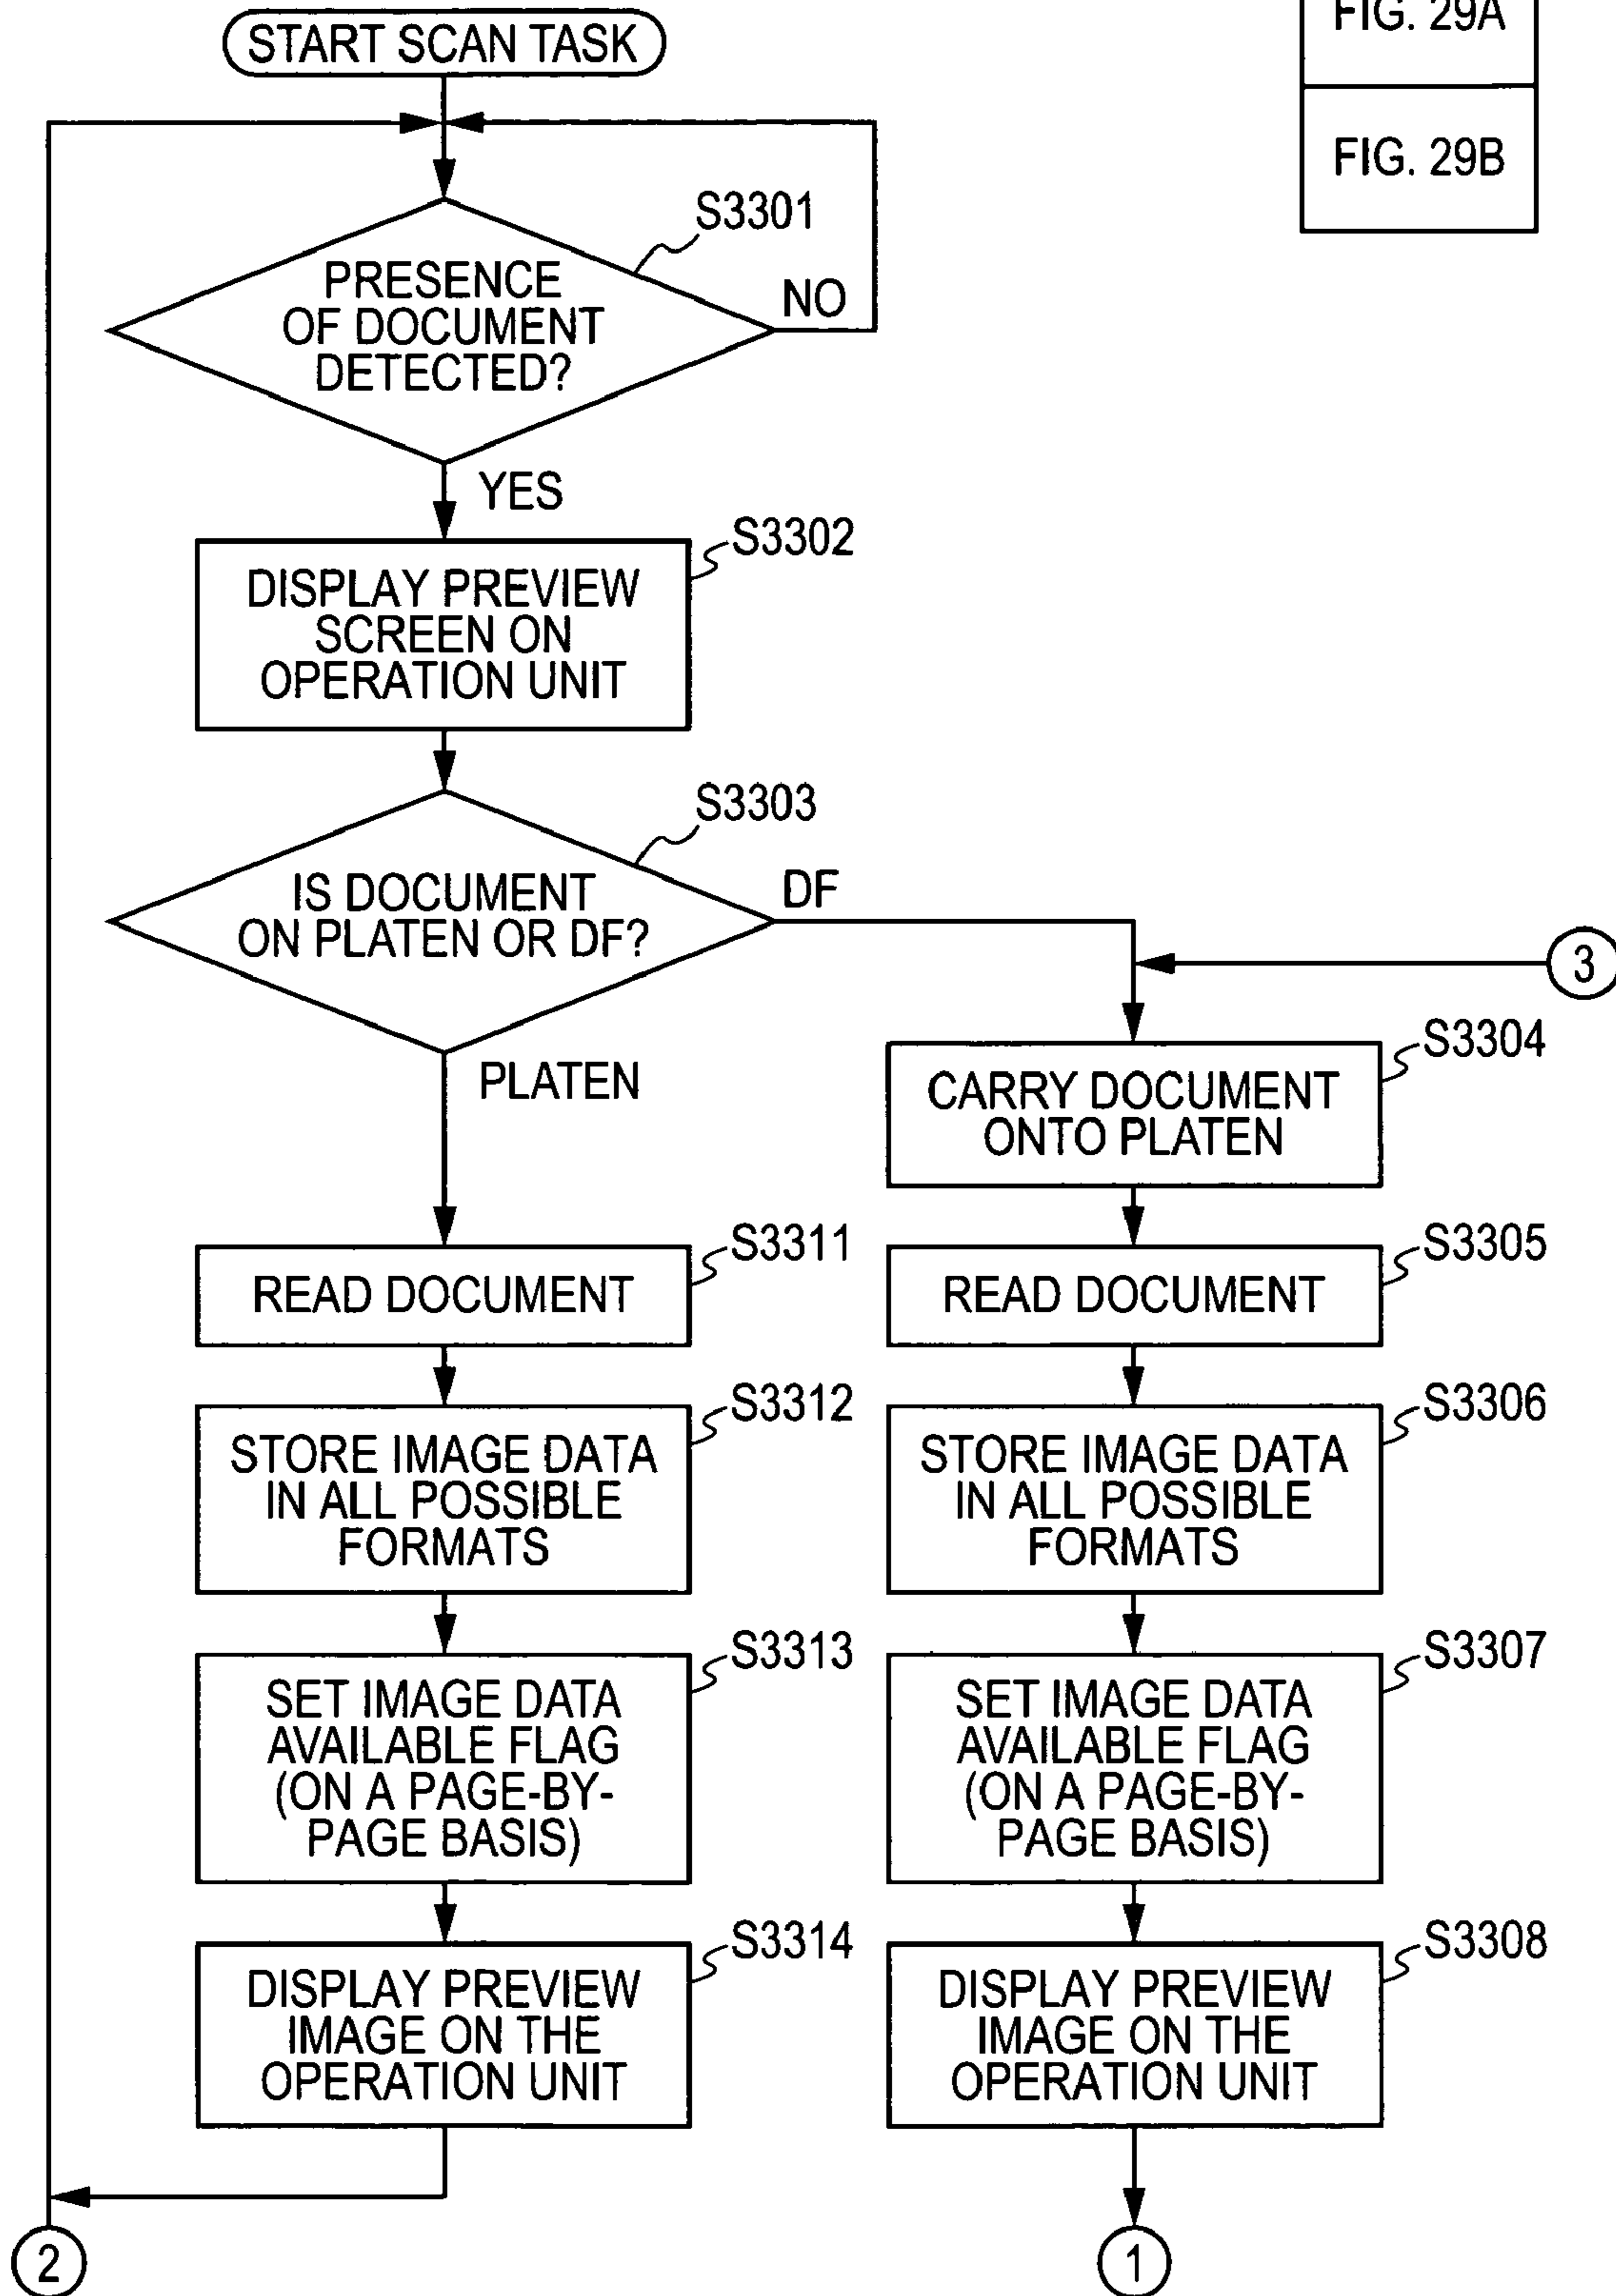 FIG. 29A
FIG. 29B
START SCAN TASK
S3301
PRESENCE
OF DOCUMENT
DETECTED?
NO
YES
S3302
DISPLAY PREVIEW
SCREEN ON
OPERATION UNIT
S3303
IS DOCUMENT
ON PLATEN OR DF?
DF
PLATEN
3
S3304
CARRY DOCUMENT
ONTO PLATEN
S3311
READ DOCUMENT
S3305
READ DOCUMENT
S3312
STORE IMAGE DATA
IN ALL POSSIBLE
FORMATS
S3306
STORE IMAGE DATA
IN ALL POSSIBLE
FORMATS
S3313
SET IMAGE DATA
AVAILABLE FLAG
(ON A PAGE-BY-
PAGE BASIS)
S3307
SET IMAGE DATA
AVAILABLE FLAG
(ON A PAGE-BY-
PAGE BASIS)
S3314
DISPLAY PREVIEW
IMAGE ON THE
OPERATION UNIT
S3308
DISPLAY PREVIEW
IMAGE ON THE
OPERATION UNIT
2
1